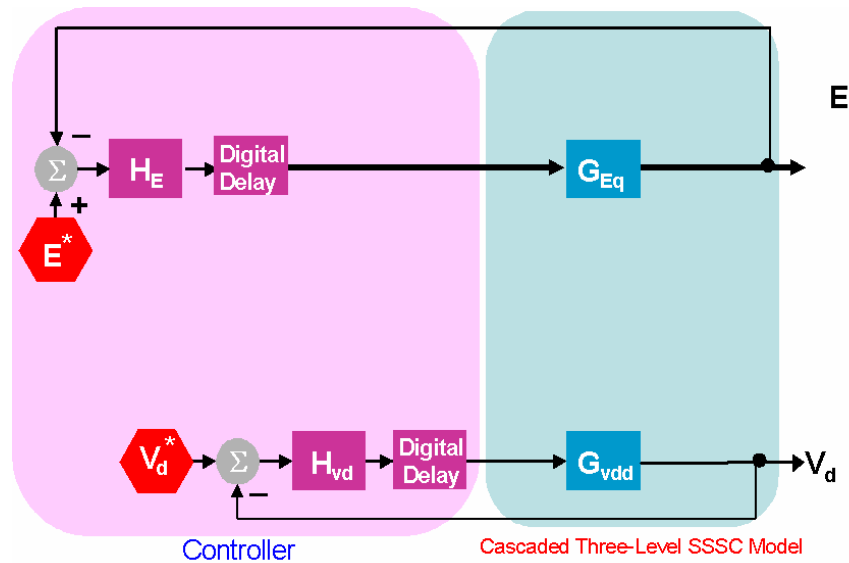 E
−
Σ
H_E
Digital
Delay
G_Eq
+
E*
V_d*
Σ
H_vd
Digital
Delay
G_vdd
V_d
−
Controller
Cascaded Three-Level SSSC Model